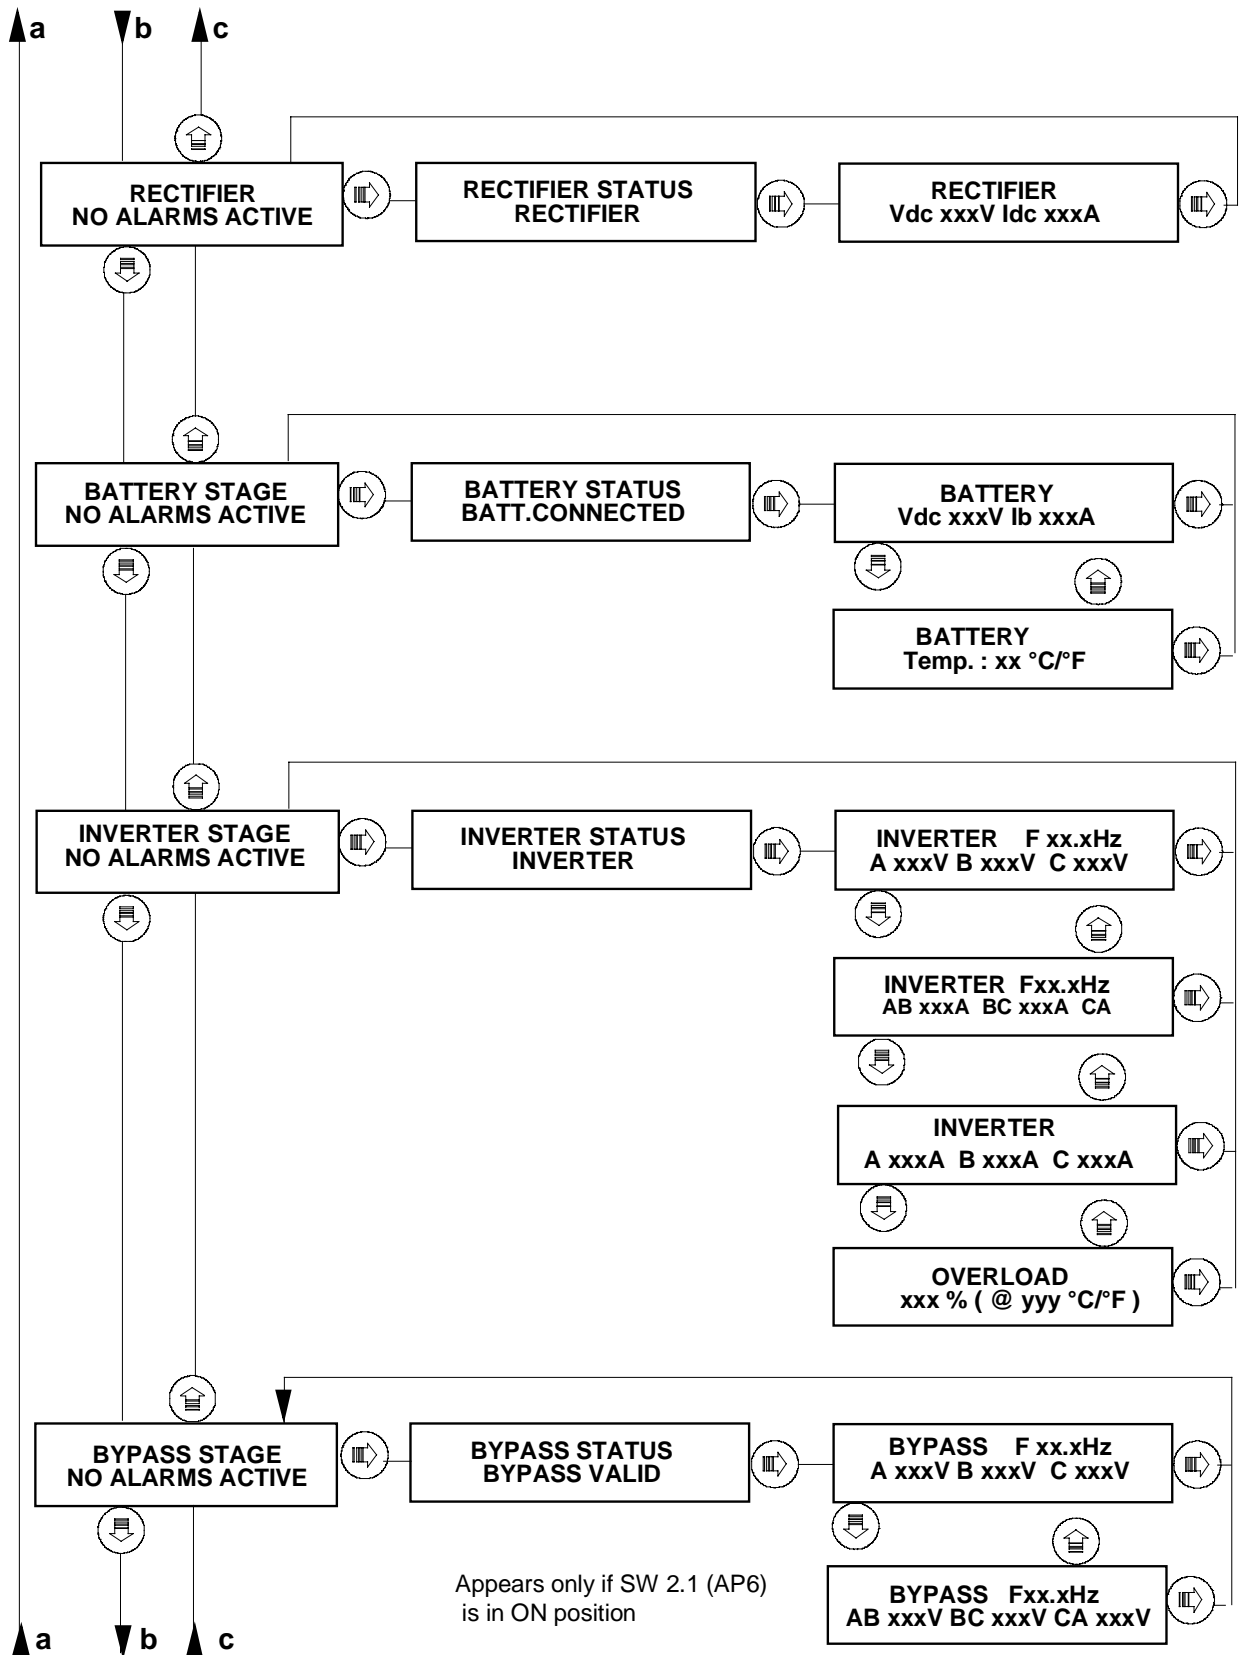 a b c
RECTIFIER
NO ALARMS ACTIVE
RECTIFIER STATUS
RECTIFIER
RECTIFIER
Vdc xxxV Idc xxxA
BATTERY STAGE
NO ALARMS ACTIVE
BATTERY STATUS
BATT.CONNECTED
BATTERY
Vdc xxxV Ib xxxA
BATTERY
Temp. : xx °C/°F
INVERTER STAGE
NO ALARMS ACTIVE
INVERTER STATUS
INVERTER
INVERTER F xx.xHz
A xxxV B xxxV C xxxV
INVERTER Fxx.xHz
AB xxxA BC xxxA CA
INVERTER
A xxxA B xxxA C xxxA
OVERLOAD
xxx % ( @ yyy °C/°F )
BYPASS STAGE
NO ALARMS ACTIVE
BYPASS STATUS
BYPASS VALID
BYPASS F xx.xHz
A xxxV B xxxV C xxxV
Appears only if SW 2.1 (AP6)
is in ON position
BYPASS Fxx.xHz
AB xxxV BC xxxV CA xxxV
a b c